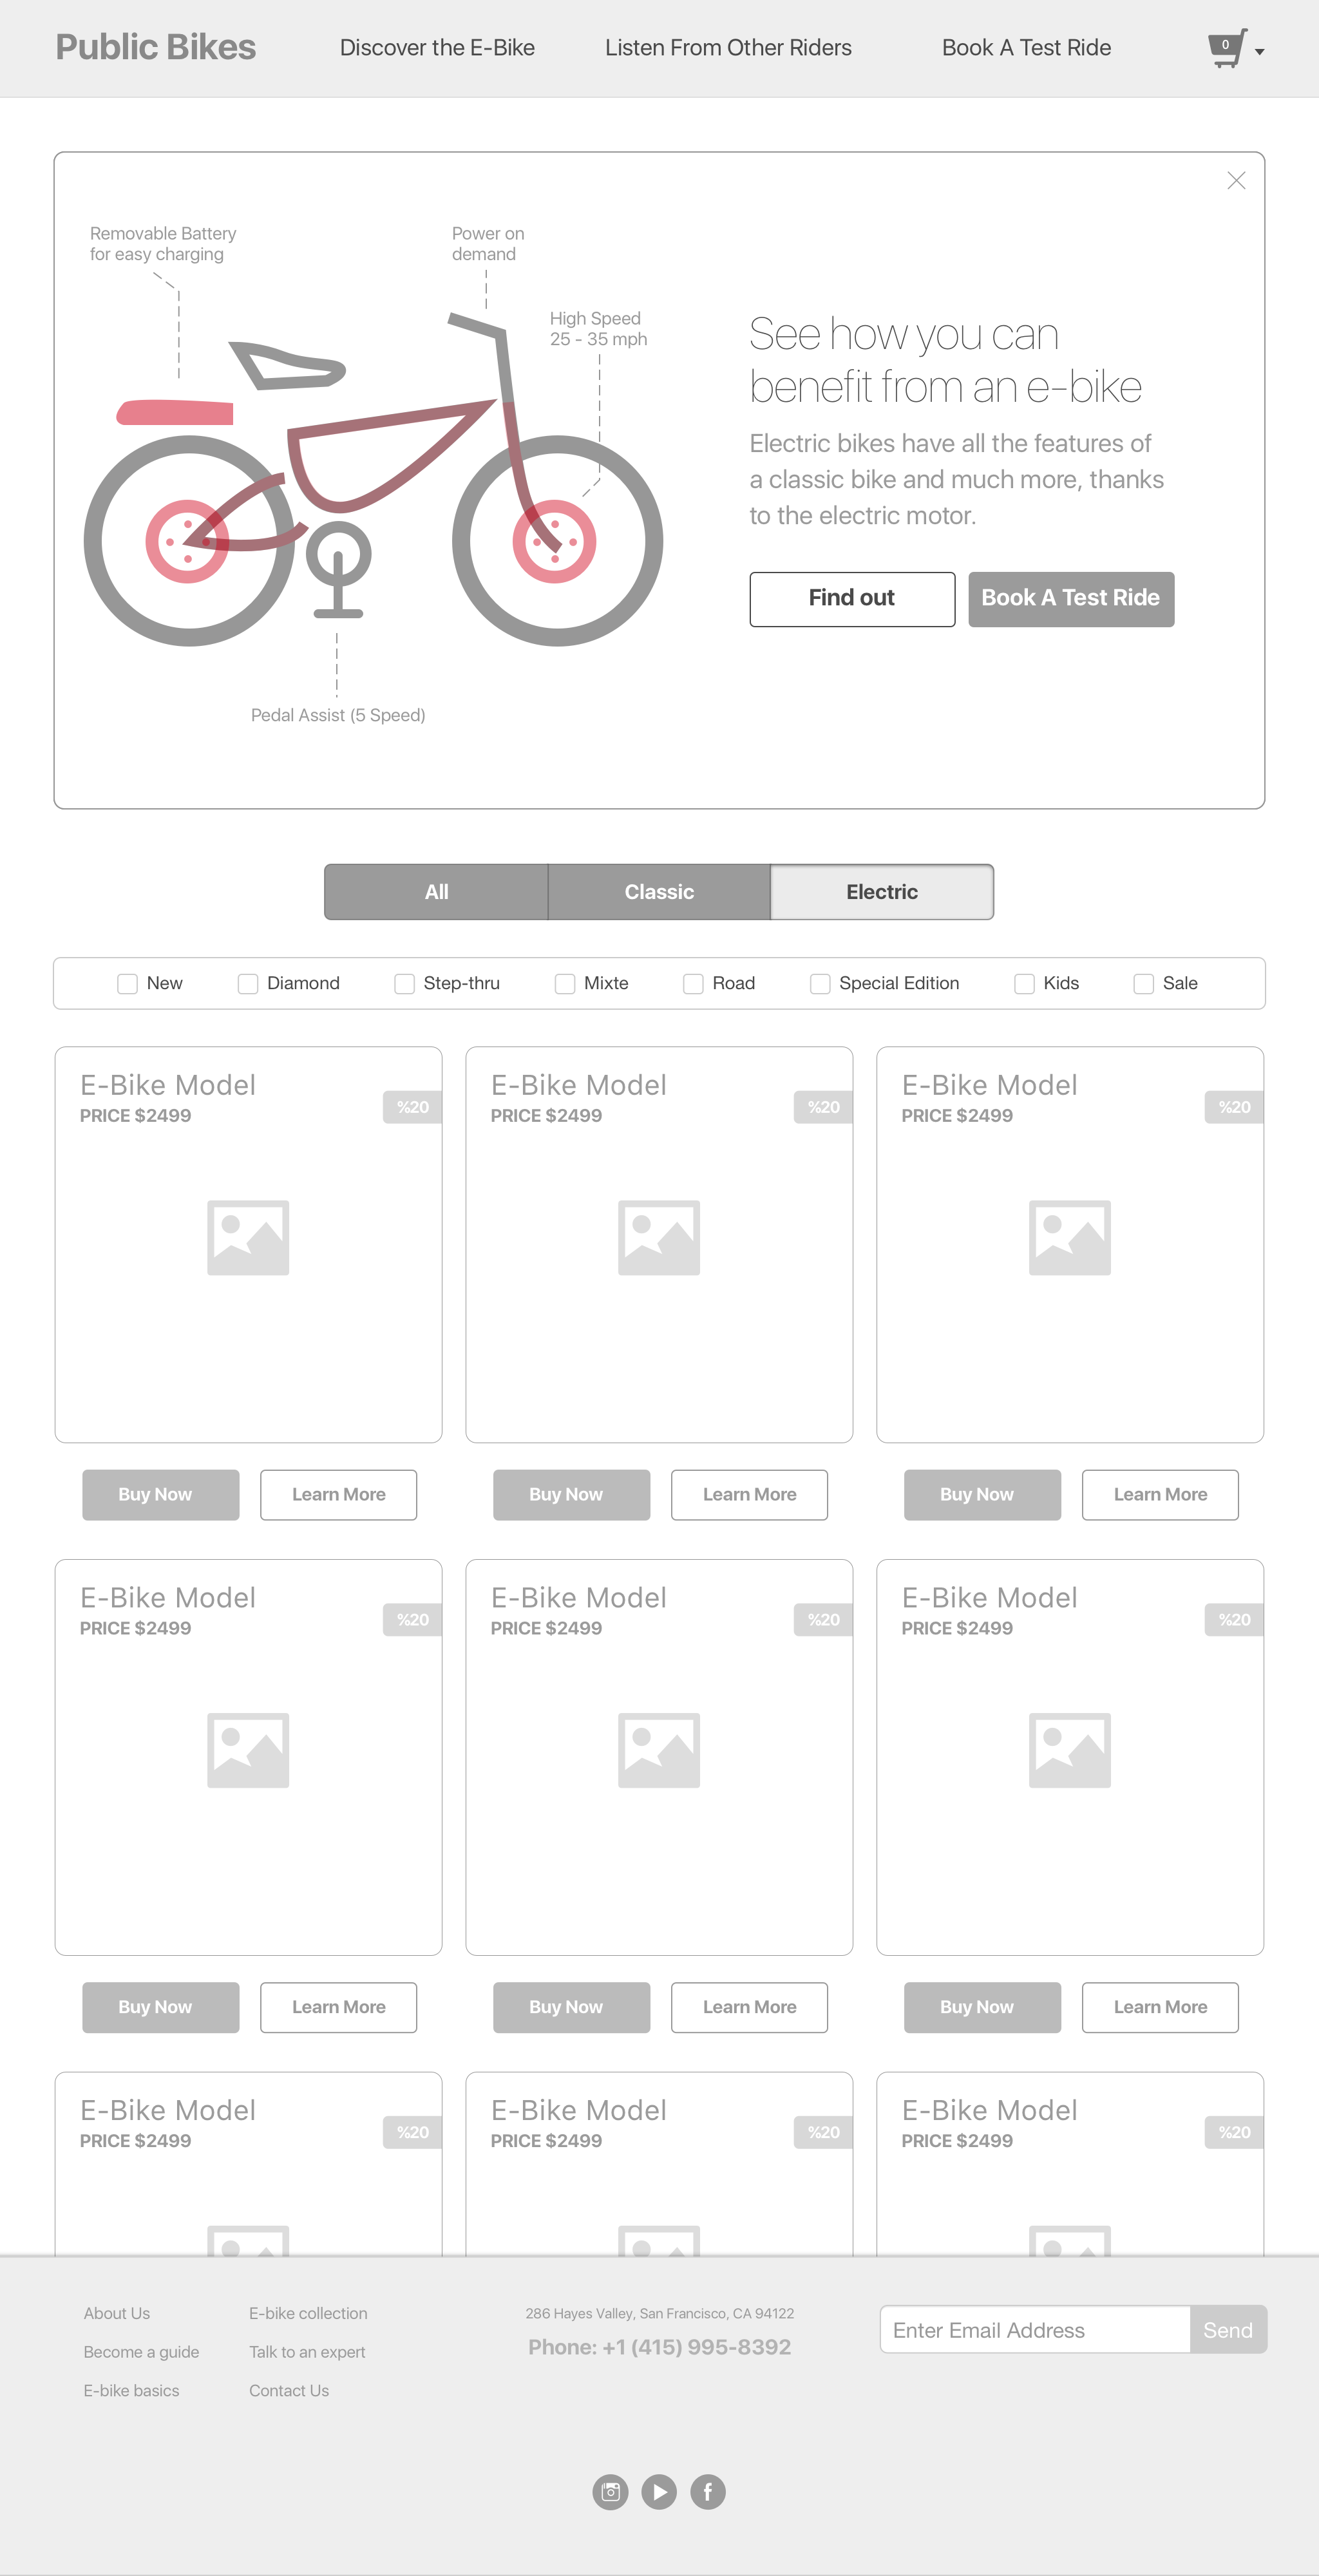 Public Bikes
Discover the E-Bike
Listen From Other Riders
Book A Test Ride
0
Removable Battery
for easy charging
Power on
demand
High Speed
25 - 35 mph
Pedal Assist (5 Speed)
See how you can
benefit from an e-bike
Electric bikes have all the features of
a classic bike and much more, thanks
to the electric motor.
Find out
Book A Test Ride
All
Classic
Electric
New
Diamond
Step-thru
Mixte
Road
Special Edition
Kids
Sale
E-Bike Model
PRICE $2499
%20
E-Bike Model
PRICE $2499
%20
E-Bike Model
PRICE $2499
%20
Buy Now
Learn More
Buy Now
Learn More
Buy Now
Learn More
E-Bike Model
PRICE $2499
%20
E-Bike Model
PRICE $2499
%20
E-Bike Model
PRICE $2499
%20
Buy Now
Learn More
Buy Now
Learn More
Buy Now
Learn More
E-Bike Model
PRICE $2499
%20
E-Bike Model
PRICE $2499
%20
E-Bike Model
PRICE $2499
%20
About Us
Become a guide
E-bike basics
E-bike collection
Talk to an expert
Contact Us
286 Hayes Valley, San Francisco, CA 94122
Phone: +1 (415) 995-8392
Enter Email Address
Send